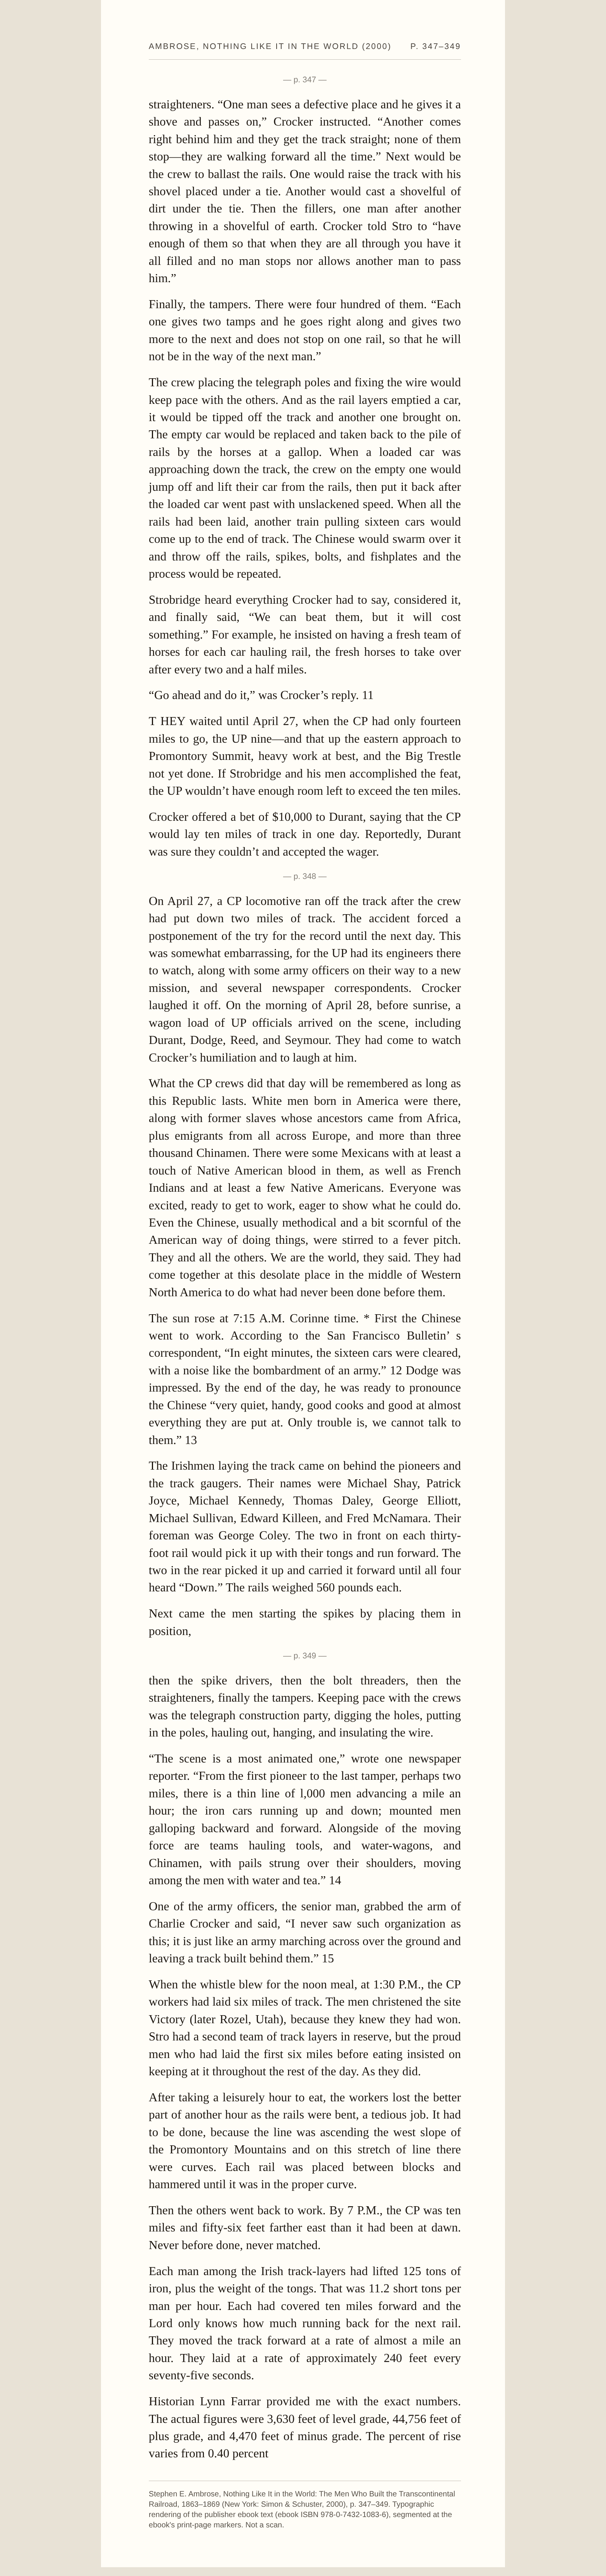 AMBROSE, NOTHING LIKE IT IN THE WORLD (2000) P. 347–349
— p. 347 —
straighteners. “One man sees a defective place and he gives it a
shove and passes on,” Crocker instructed. “Another comes
right behind him and they get the track straight; none of them
stop—they are walking forward all the time.” Next would be
the crew to ballast the rails. One would raise the track with his
shovel placed under a tie. Another would cast a shovelful of
dirt under the tie. Then the fillers, one man after another
throwing in a shovelful of earth. Crocker told Stro to “have
enough of them so that when they are all through you have it
all filled and no man stops nor allows another man to pass
him.”
Finally, the tampers. There were four hundred of them. “Each
one gives two tamps and he goes right along and gives two
more to the next and does not stop on one rail, so that he will
not be in the way of the next man.”
The crew placing the telegraph poles and fixing the wire would
keep pace with the others. And as the rail layers emptied a car,
it would be tipped off the track and another one brought on.
The empty car would be replaced and taken back to the pile of
rails by the horses at a gallop. When a loaded car was
approaching down the track, the crew on the empty one would
jump off and lift their car from the rails, then put it back after
the loaded car went past with unslackened speed. When all the
rails had been laid, another train pulling sixteen cars would
come up to the end of track. The Chinese would swarm over it
and throw off the rails, spikes, bolts, and fishplates and the
process would be repeated.
Strobridge heard everything Crocker had to say, considered it,
and finally said, “We can beat them, but it will cost
something.” For example, he insisted on having a fresh team of
horses for each car hauling rail, the fresh horses to take over
after every two and a half miles.
“Go ahead and do it,” was Crocker’s reply. 11
T HEY waited until April 27, when the CP had only fourteen
miles to go, the UP nine—and that up the eastern approach to
Promontory Summit, heavy work at best, and the Big Trestle
not yet done. If Strobridge and his men accomplished the feat,
the UP wouldn’t have enough room left to exceed the ten miles.
Crocker offered a bet of $10,000 to Durant, saying that the CP
would lay ten miles of track in one day. Reportedly, Durant
was sure they couldn’t and accepted the wager.
— p. 348 —
On April 27, a CP locomotive ran off the track after the crew
had put down two miles of track. The accident forced a
postponement of the try for the record until the next day. This
was somewhat embarrassing, for the UP had its engineers there
to watch, along with some army officers on their way to a new
mission, and several newspaper correspondents. Crocker
laughed it off. On the morning of April 28, before sunrise, a
wagon load of UP officials arrived on the scene, including
Durant, Dodge, Reed, and Seymour. They had come to watch
Crocker’s humiliation and to laugh at him.
What the CP crews did that day will be remembered as long as
this Republic lasts. White men born in America were there,
along with former slaves whose ancestors came from Africa,
plus emigrants from all across Europe, and more than three
thousand Chinamen. There were some Mexicans with at least a
touch of Native American blood in them, as well as French
Indians and at least a few Native Americans. Everyone was
excited, ready to get to work, eager to show what he could do.
Even the Chinese, usually methodical and a bit scornful of the
American way of doing things, were stirred to a fever pitch.
They and all the others. We are the world, they said. They had
come together at this desolate place in the middle of Western
North America to do what had never been done before them.
The sun rose at 7:15 A.M. Corinne time. * First the Chinese
went to work. According to the San Francisco Bulletin’ s
correspondent, “In eight minutes, the sixteen cars were cleared,
with a noise like the bombardment of an army.” 12 Dodge was
impressed. By the end of the day, he was ready to pronounce
the Chinese “very quiet, handy, good cooks and good at almost
everything they are put at. Only trouble is, we cannot talk to
them.” 13
The Irishmen laying the track came on behind the pioneers and
the track gaugers. Their names were Michael Shay, Patrick
Joyce, Michael Kennedy, Thomas Daley, George Elliott,
Michael Sullivan, Edward Killeen, and Fred McNamara. Their
foreman was George Coley. The two in front on each thirty-
foot rail would pick it up with their tongs and run forward. The
two in the rear picked it up and carried it forward until all four
heard “Down.” The rails weighed 560 pounds each.
Next came the men starting the spikes by placing them in
position,
— p. 349 —
then the spike drivers, then the bolt threaders, then the
straighteners, finally the tampers. Keeping pace with the crews
was the telegraph construction party, digging the holes, putting
in the poles, hauling out, hanging, and insulating the wire.
“The scene is a most animated one,” wrote one newspaper
reporter. “From the first pioneer to the last tamper, perhaps two
miles, there is a thin line of l,000 men advancing a mile an
hour; the iron cars running up and down; mounted men
galloping backward and forward. Alongside of the moving
force are teams hauling tools, and water-wagons, and
Chinamen, with pails strung over their shoulders, moving
among the men with water and tea.” 14
One of the army officers, the senior man, grabbed the arm of
Charlie Crocker and said, “I never saw such organization as
this; it is just like an army marching across over the ground and
leaving a track built behind them.” 15
When the whistle blew for the noon meal, at 1:30 P.M., the CP
workers had laid six miles of track. The men christened the site
Victory (later Rozel, Utah), because they knew they had won.
Stro had a second team of track layers in reserve, but the proud
men who had laid the first six miles before eating insisted on
keeping at it throughout the rest of the day. As they did.
After taking a leisurely hour to eat, the workers lost the better
part of another hour as the rails were bent, a tedious job. It had
to be done, because the line was ascending the west slope of
the Promontory Mountains and on this stretch of line there
were curves. Each rail was placed between blocks and
hammered until it was in the proper curve.
Then the others went back to work. By 7 P.M., the CP was ten
miles and fifty-six feet farther east than it had been at dawn.
Never before done, never matched.
Each man among the Irish track-layers had lifted 125 tons of
iron, plus the weight of the tongs. That was 11.2 short tons per
man per hour. Each had covered ten miles forward and the
Lord only knows how much running back for the next rail.
They moved the track forward at a rate of almost a mile an
hour. They laid at a rate of approximately 240 feet every
seventy-five seconds.
Historian Lynn Farrar provided me with the exact numbers.
The actual figures were 3,630 feet of level grade, 44,756 feet of
plus grade, and 4,470 feet of minus grade. The percent of rise
varies from 0.40 percent
Stephen E. Ambrose, Nothing Like It in the World: The Men Who Built the Transcontinental
Railroad, 1863–1869 (New York: Simon & Schuster, 2000), p. 347–349. Typographic
rendering of the publisher ebook text (ebook ISBN 978-0-7432-1083-6), segmented at the
ebook's print-page markers. Not a scan.